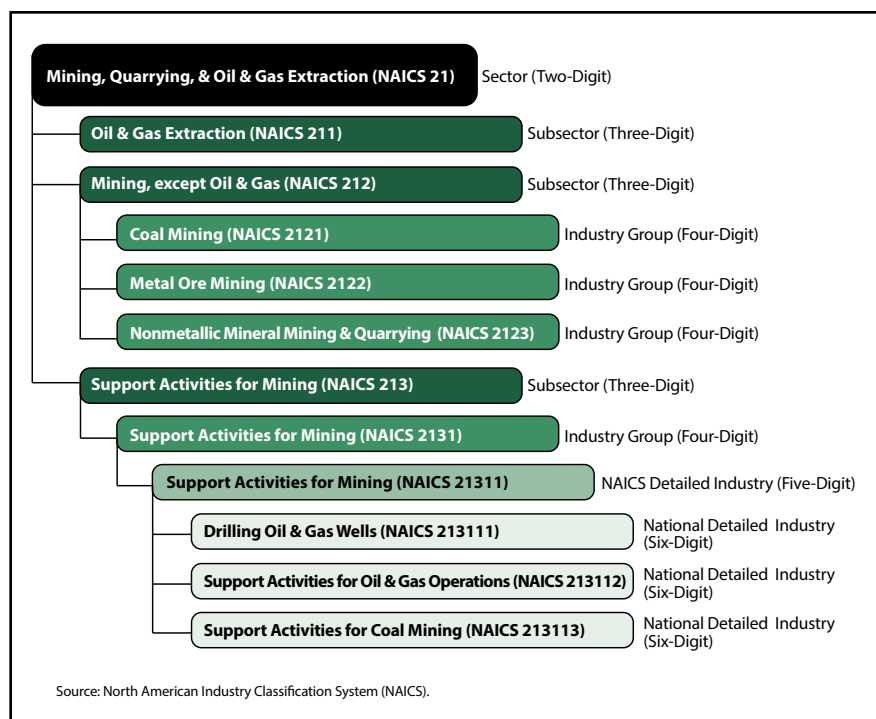 Mining, Quarrying, & Oil & Gas Extraction (NAICS 21) Sector (Two-Digit)
Oil & Gas Extraction (NAICS 211) Subsector (Three-Digit)
Mining, except Oil & Gas (NAICS 212) Subsector (Three-Digit)
Coal Mining (NAICS 2121) Industry Group (Four-Digit)
Metal Ore Mining (NAICS 2122) Industry Group (Four-Digit)
Nonmetallic Mineral Mining & Quarrying (NAICS 2123) Industry Group (Four-Digit)
Support Activities for Mining (NAICS 213) Subsector (Three-Digit)
Support Activities for Mining (NAICS 2131) Industry Group (Four-Digit)
Support Activities for Mining (NAICS 21311) NAICS Detailed Industry (Five-Digit)
Drilling Oil & Gas Wells (NAICS 213111) National Detailed Industry
(Six-Digit)
Support Activities for Oil & Gas Operations (NAICS 213112) National Detailed Industry
(Six-Digit)
Support Activities for Coal Mining (NAICS 213113) National Detailed Industry
(Six-Digit)
Source: North American Industry Classification System (NAICS).